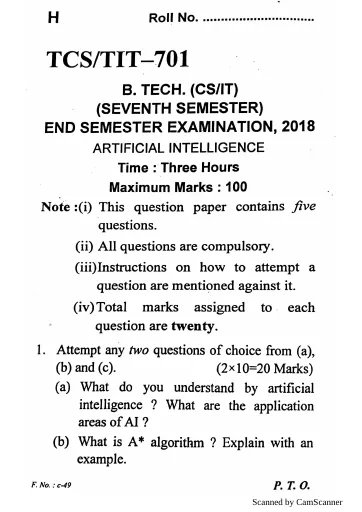 H Roll No. ...............................
TCS/TIT–701
B. TECH. (CS/IT)
(SEVENTH SEMESTER)
END SEMESTER EXAMINATION, 2018
ARTIFICIAL INTELLIGENCE
Time : Three Hours
Maximum Marks : 100
Note :(i) This question paper contains five
questions.
(ii) All questions are compulsory.
(iii)Instructions on how to attempt a
question are mentioned against it.
(iv)Total marks assigned to each
question are twenty.
1. Attempt any two questions of choice from (a),
(b) and (c). (2×10=20 Marks)
(a) What do you understand by artificial
intelligence ? What are the application
areas of AI ?
(b) What is A* algorithm ? Explain with an
example.
F. No. : c-49 P. T. O.
Scanned by CamScanner